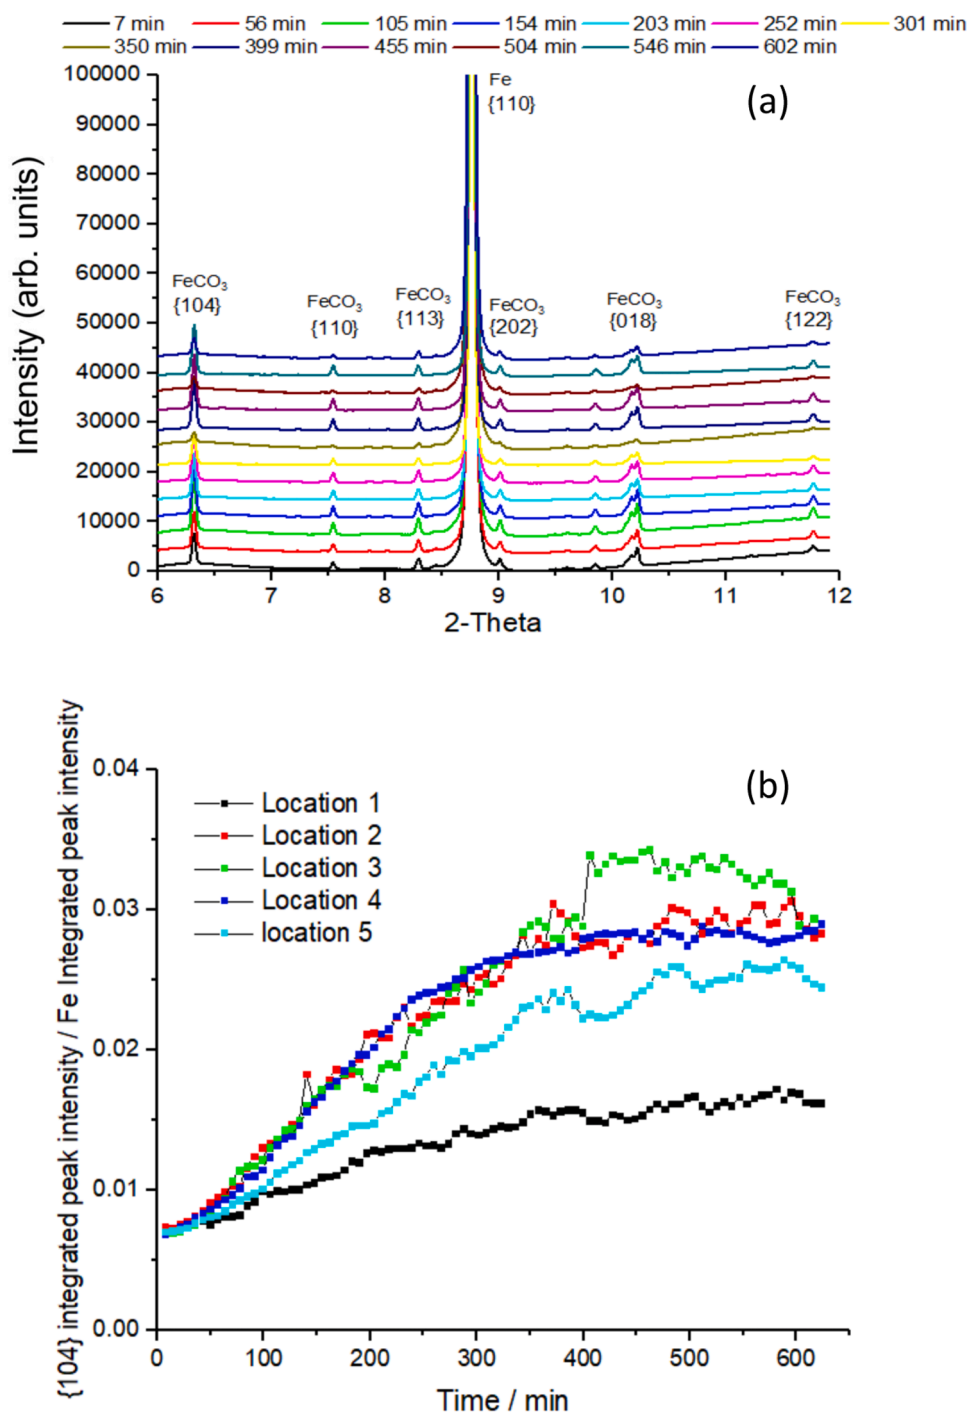 7 min 56 min 105 min 154 min 203 min 252 min 301 min
350 min 399 min 455 min 504 min 546 min 602 min
(a)
Intensity (arb. units)
100000
90000
80000
70000
60000
50000
40000
30000
20000
10000
0
Fe
{110}
FeCO3
{104}
FeCO3
{110}
FeCO3
{113}
FeCO3
{202}
FeCO3
{018}
FeCO3
{122}
6 7 8 9 10 11 12
2-Theta
(b)
{104} integrated peak intensity / Fe Integrated peak intensity
0.04
0.03
0.02
0.01
0.00
Location 1
Location 2
Location 3
Location 4
location 5
0 100 200 300 400 500 600
Time / min